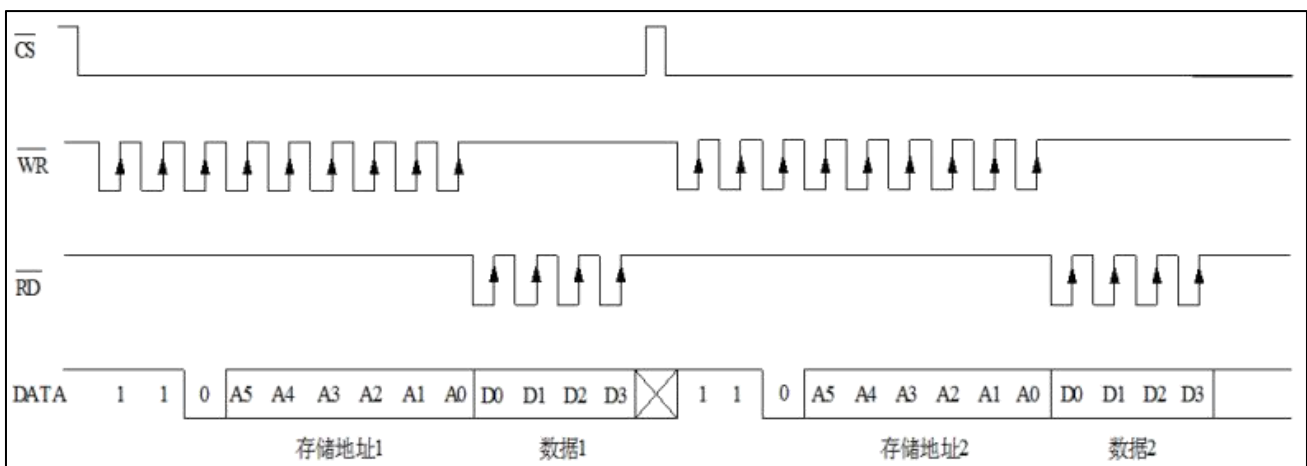 CS
WR
RD
DATA 1 1 0 A5 A4 A3 A2 A1 A0 D0 D1 D2 D3 1 1 0 A5 A4 A3 A2 A1 A0 D0 D1 D2 D3
存储地址1 数据1 存储地址2 数据2